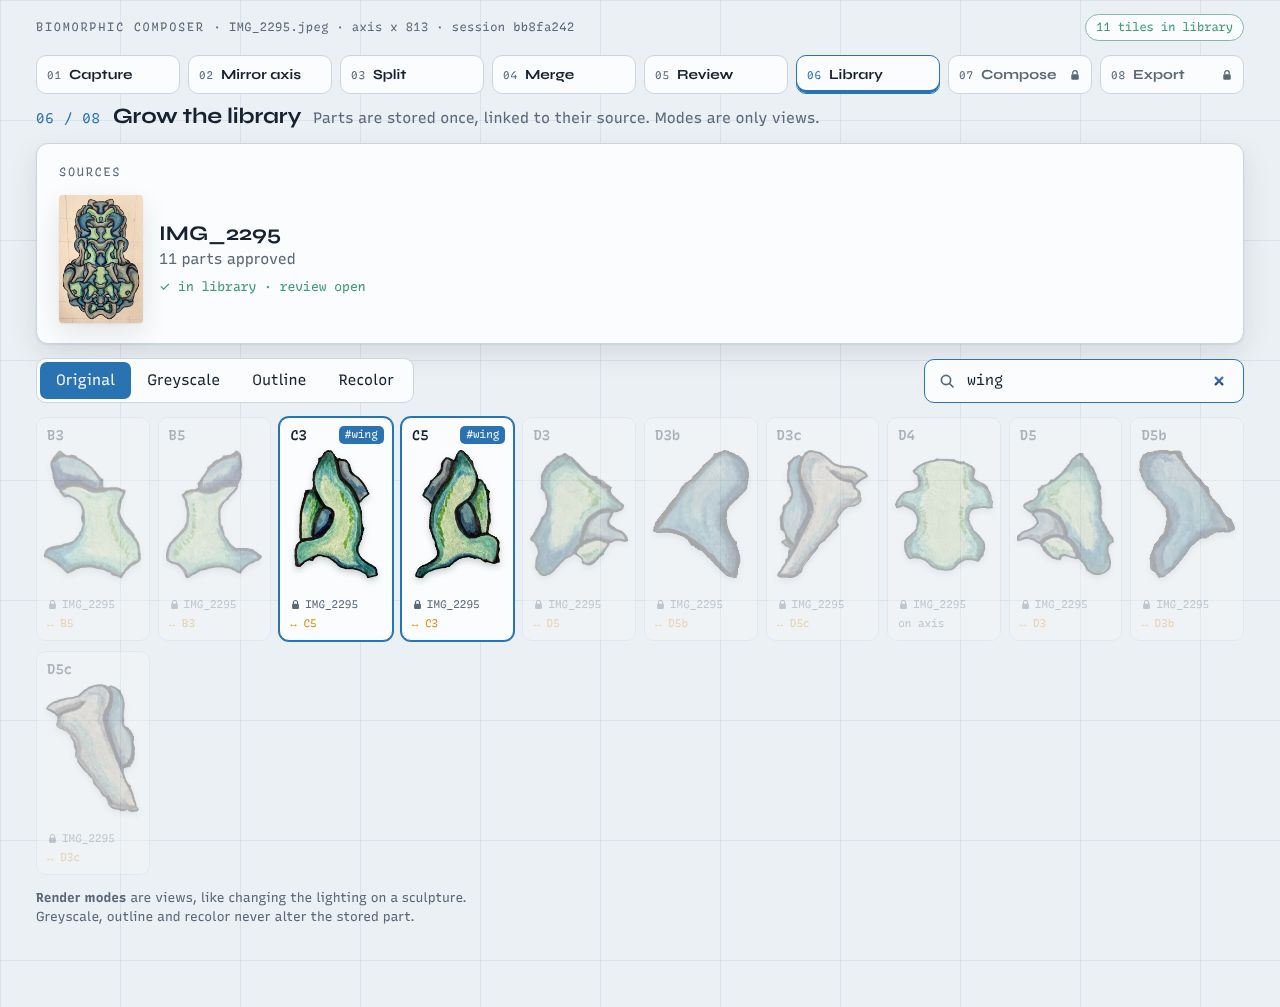 BIOMORPHIC COMPOSER · IMG_2295.jpeg · axis x 813 · session bb8fa242
11 tiles in library
01 Capture
02 Mirror axis
03 Split
04 Merge
05 Review
06 Library
07 Compose
08 Export
06 / 08 Grow the library Parts are stored once, linked to their source. Modes are only views.
SOURCES
IMG_2295
11 parts approved
✓ in library · review open
Original Greyscale Outline Recolor
wing ×
B3
IMG_2295
↔ B5
B5
IMG_2295
↔ B3
C3 #wing
IMG_2295
↔ C5
C5 #wing
IMG_2295
↔ C3
D3
IMG_2295
↔ D5
D3b
IMG_2295
↔ D5b
D3c
IMG_2295
↔ D5c
D4
IMG_2295
on axis
D5
IMG_2295
↔ D3
D5b
IMG_2295
↔ D3b
D5c
IMG_2295
↔ D3c
Render modes are views, like changing the lighting on a sculpture.
Greyscale, outline and recolor never alter the stored part.